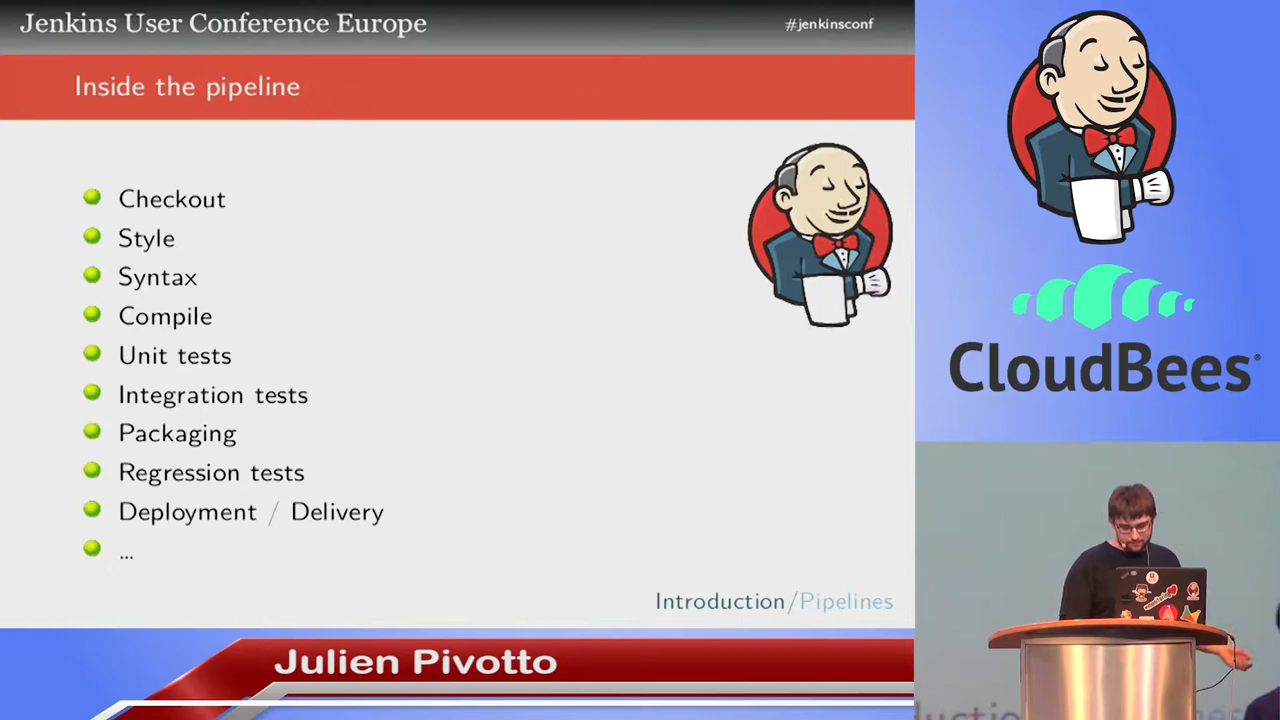 Jenkins User Conference Europe
#jenkinsconf
Inside the pipeline
Checkout
Style
Syntax
Compile
Unit tests
Integration tests
Packaging
Regression tests
Deployment / Delivery
...
Introduction/Pipelines
Julien Pivotto
CloudBees